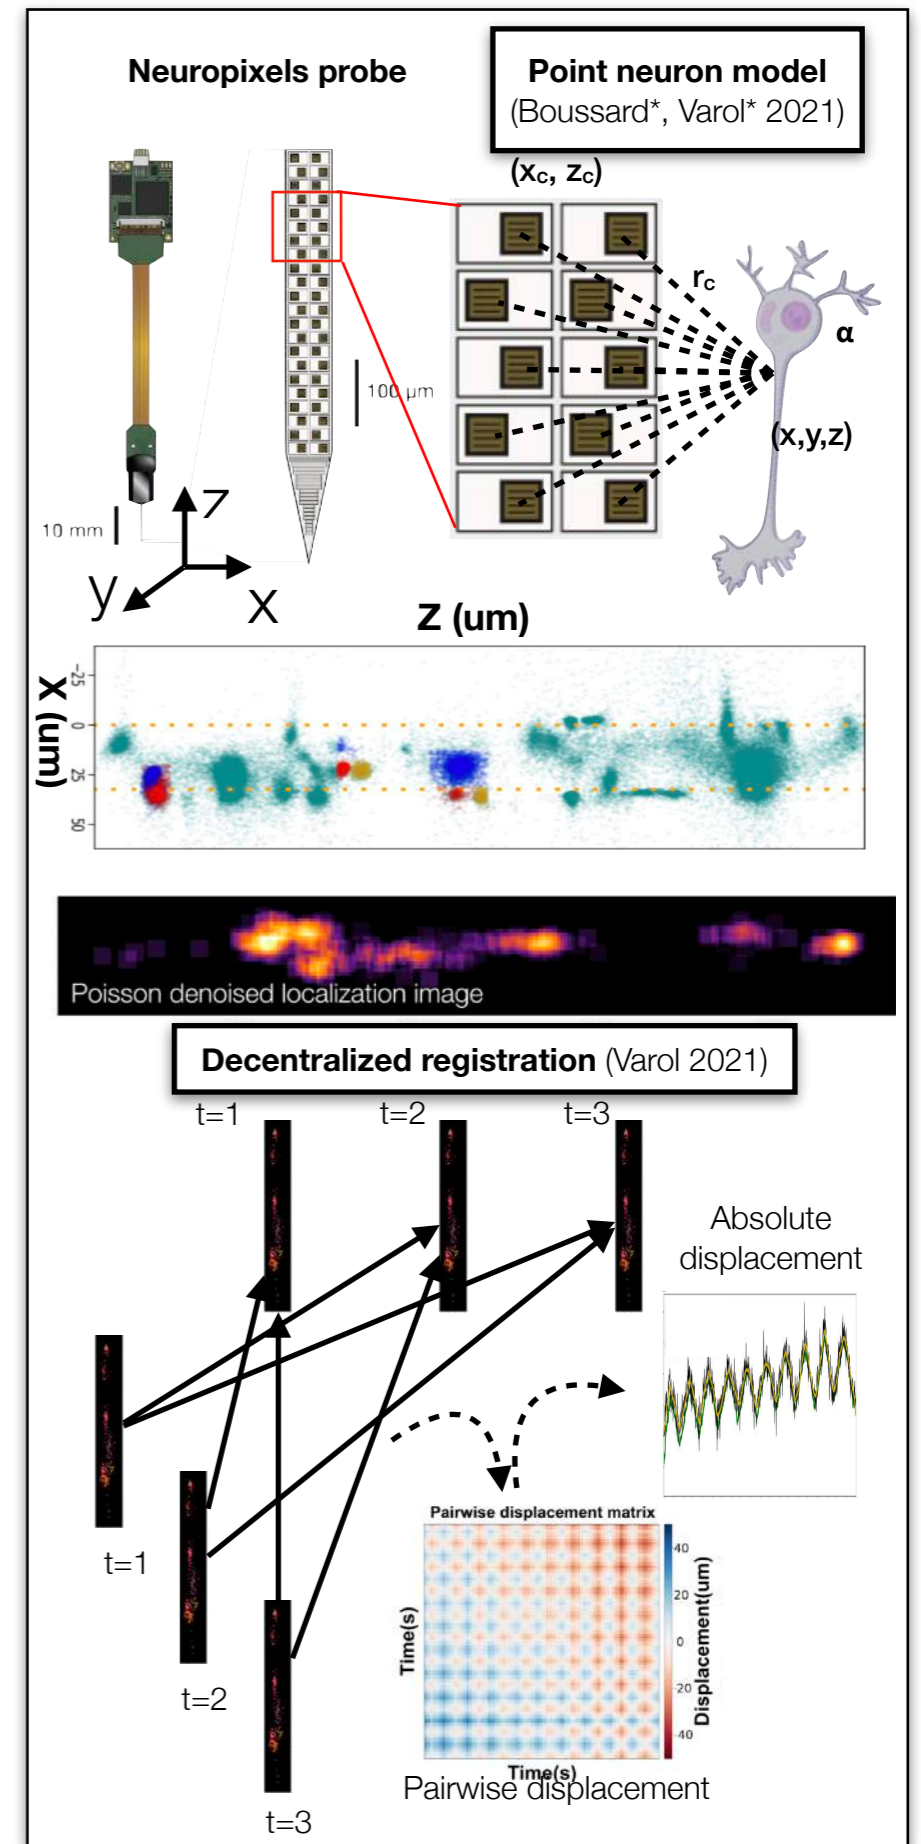 Neuropixels probe
Point neuron model
(Boussard*, Varol* 2021)
(xc, zc)
rc
α
100 μm
(x,y,z)
10 mm
z
y
x
Z (um)
X (um)
-25
0
25
50
Poisson denoised localization image
Decentralized registration (Varol 2021)
t=1
t=2
t=3
Absolute
displacement
t=1
t=2
t=3
Pairwise displacement matrix
Time(s)
40
20
0
-20
-40
Displacement(um)
Time(s)
Pairwise displacement